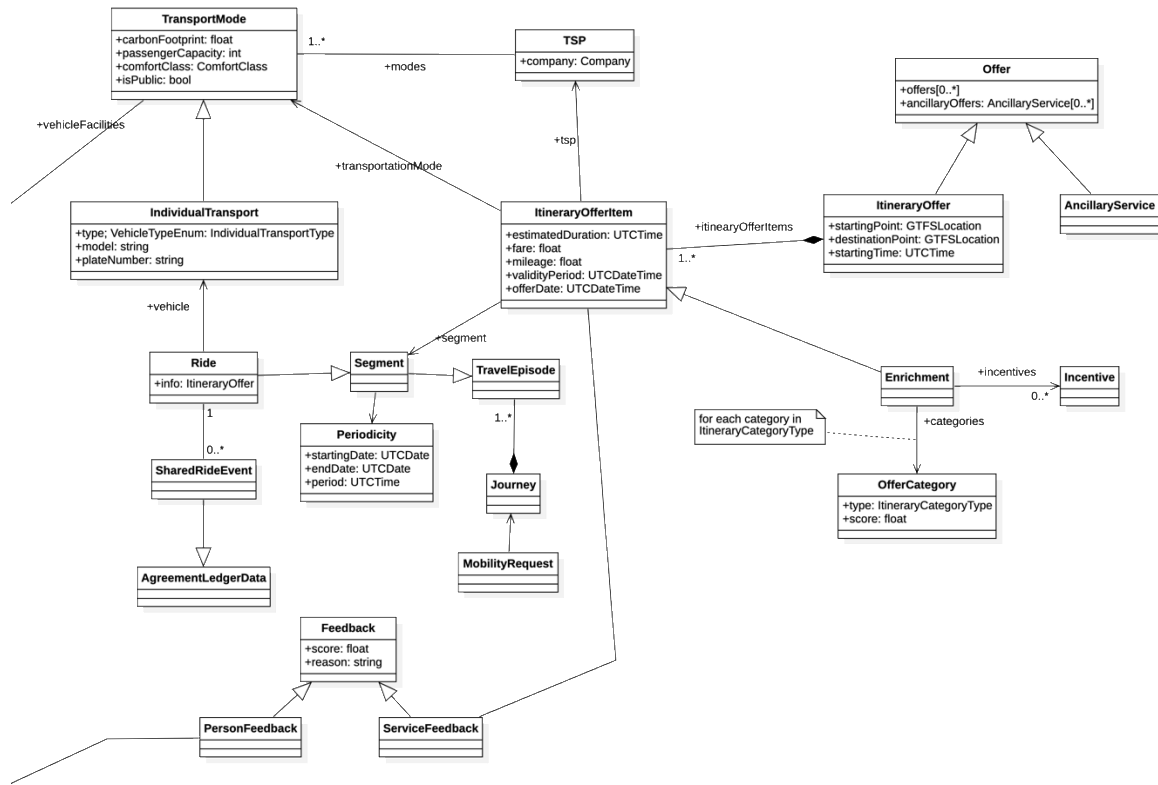 TransportMode
+carbonFootprint: float
+passengerCapacity: int
+comfortClass: ComfortClass
+isPublic: bool
1..*
+modes
TSP
+company: Company
Offer
+offers[0..*]
+ancillaryOffers: AncillaryService[0..*]
+vehicleFacilities
+tsp
+transportationMode
IndividualTransport
+type; VehicleTypeEnum: IndividualTransportType
+model: string
+plateNumber: string
ItineraryOfferItem
+estimatedDuration: UTCTime
+fare: float
+mileage: float
+validityPeriod: UTCDateTime
+offerDate: UTCDateTime
+itinearyOfferItems
1..*
ItineraryOffer
+startingPoint: GTFSLocation
+destinationPoint: GTFSLocation
+startingTime: UTCTime
AncillaryService
+vehicle
+segment
Ride
+info: ItineraryOffer
Segment
TravelEpisode
Enrichment
+incentives
0..*
Incentive
1
0..*
1..*
for each category in
ItineraryCategoryType
+categories
Periodicity
+startingDate: UTCDate
+endDate: UTCDate
+period: UTCTime
SharedRideEvent
Journey
OfferCategory
+type: ItineraryCategoryType
+score: float
AgreementLedgerData
MobilityRequest
Feedback
+score: float
+reason: string
PersonFeedback
ServiceFeedback